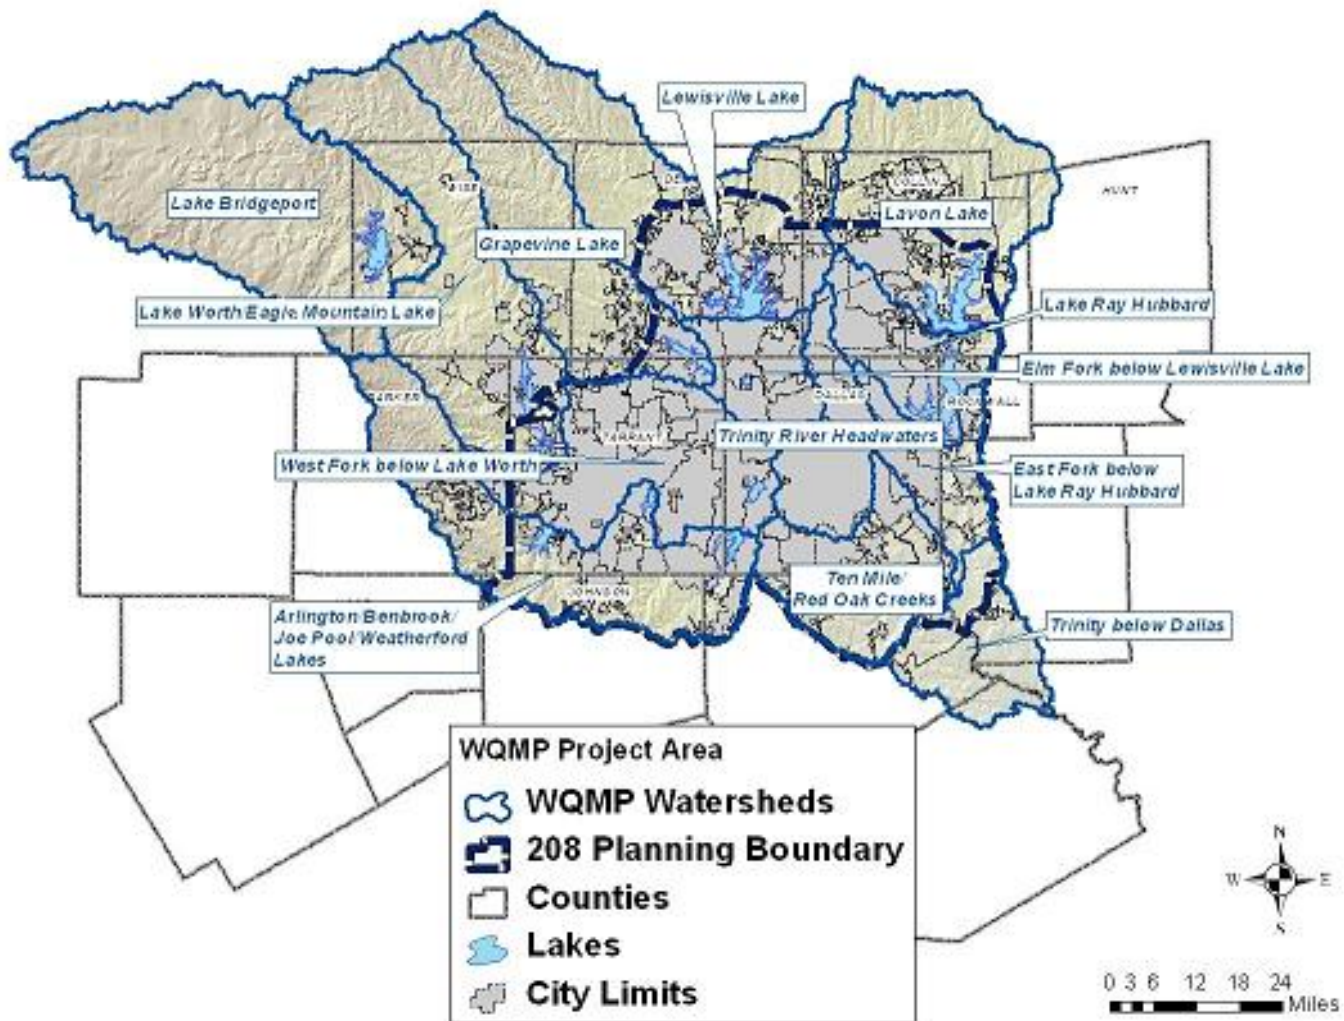 Lewisville Lake
WISE
DE
COLLIN
HUNT
Lake Bridgeport
Lavon Lake
Grapevine Lake
Lake Worth/Eagle Mountain Lake
Lake Ray Hubbard
Elm Fork below Lewisville Lake
PARKER
DALLAS
ROCKWALL
TARRANT
Trinity River Headwaters
West Fork below Lake Worth
East Fork below
Lake Ray Hubbard
Ten Mile/
Red Oak Creeks
JOHNSON
Arlington/Benbrook/
Joe Pool/Weatherford
Lakes
Trinity below Dallas
WQMP Project Area
WQMP Watersheds
208 Planning Boundary
Counties
Lakes
City Limits
N
W E
S
0 3 6 12 18 24
Miles